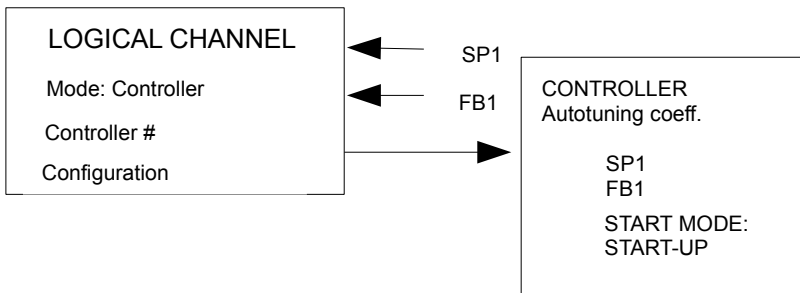 LOGICAL CHANNEL
Mode: Controller
Controller #
Configuration
SP1
FB1
CONTROLLER
Autotuning coeff.
SP1
FB1
START MODE:
START-UP